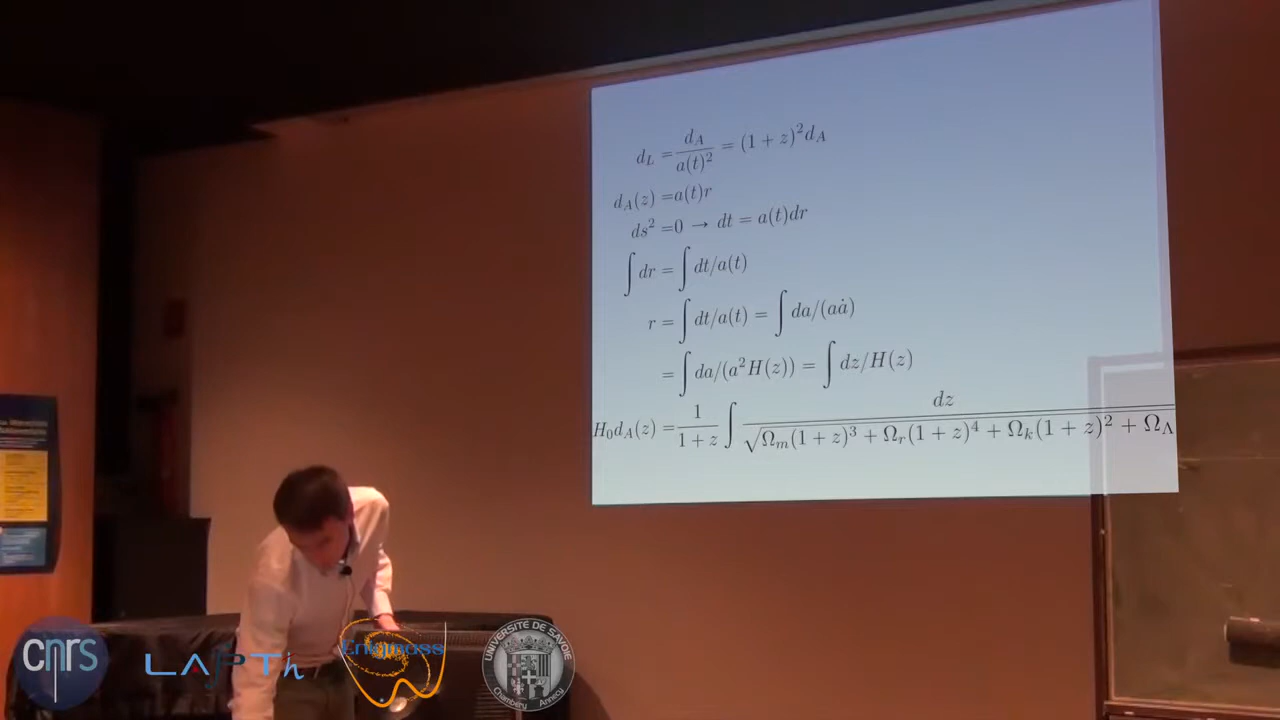 d_L = d_A / a(t)^2 = (1 + z)^2 d_A
d_A(z) = a(t)r
ds^2 = 0 → dt = a(t)dr
∫ dr = ∫ dt/a(t)
r = ∫ dt/a(t) = ∫ da/(aȧ)
= ∫ da/(a^2 H(z)) = ∫ dz/H(z)
H_0 d_A(z) = 1/(1 + z) ∫ dz / √(Ω_m(1 + z)^3 + Ω_r(1 + z)^4 + Ω_k(1 + z)^2 + Ω_Λ
cnrs
LAPTh
Enigmass
UNIVERSITÉ DE SAVOIE
Chambéry Annecy